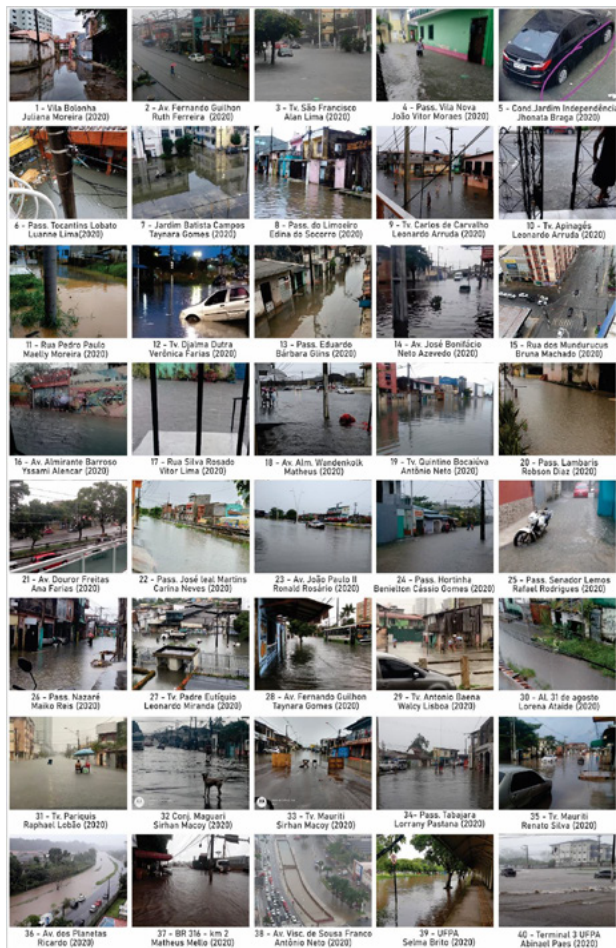 1 - Vila Bolonha
Juliana Moreira (2020)
2 - Av. Fernando Guilhon
Ruth Ferreira (2020)
3 - Tv. São Francisco
Alan Lima (2020)
4 - Pass. Vila Nova
João Vitor Moraes (2020)
5 - Cond.Jardim Independência
Jhonata Braga (2020)
6 - Pass. Tocantins Lobato
Luanne Lima(2020)
7 - Jardim Batista Campos
Taynara Gomes (2020)
8 - Pass. do Limoeiro
Edina do Socorro (2020)
9 - Tv. Carlos de Carvalho
Leonardo Arruda (2020)
10 - Tv. Apinagés
Leonardo Arruda (2020)
11 - Rua Pedro Paulo
Maelly Moreira (2020)
12 - Tv. Djalma Dutra
Verônica Farias (2020)
13 - Pass. Eduardo
Bárbara Glins (2020)
14 - Av. José Bonifácio
Neto Azevedo (2020)
15 - Rua dos Mundurucus
Bruna Machado (2020)
16 - Av. Almirante Barroso
Yssami Alencar (2020)
17 - Rua Silva Rosado
Vitor Lima (2020)
18 - Av. Alm. Wandenkolk
Matheus (2020)
19 - Tv. Quintino Bocaiúva
Antônio Neto (2020)
20 - Pass. Lambaris
Robson Diaz (2020)
21 - Av. Douror Freitas
Ana Farias (2020)
22 - Pass. José leal Martins
Carina Neves (2020)
23 - Av. João Paulo II
Ronald Rosário (2020)
24 - Pass. Hortinha
Benielton Cássio Gomes (2020)
25 - Pass. Senador Lemos
Rafael Rodrigues (2020)
26 - Pass. Nazaré
Maiko Reis (2020)
27 - Tv. Padre Eutíquio
Leonardo Miranda (2020)
28 - Av. Fernando Guilhon
Taynara Gomes (2020)
29 - Tv. Antonio Baena
Walcy Lisboa (2020)
30 - AL 31 de agosto
Lorena Ataide (2020)
31 - Tv. Pariquis
Raphael Lobão (2020)
32 Conj. Maguari
Sirhan Macoy (2020)
33 - Tv. Mauriti
Sirhan Macoy (2020)
34- Pass. Tabajara
Lorrany Pastana (2020)
35 - Tv. Mauriti
Renato Silva (2020)
36 - Av. dos Planetas
Ricardo (2020)
37 - BR 316 - km 2
Matheus Mello (2020)
38 - Av. Visc. de Sousa Franco
Antônio Neto (2020)
39 - UFPA
Selma Brito (2020)
40 - Terminal 3 UFPA
Abinael Paes (2020)